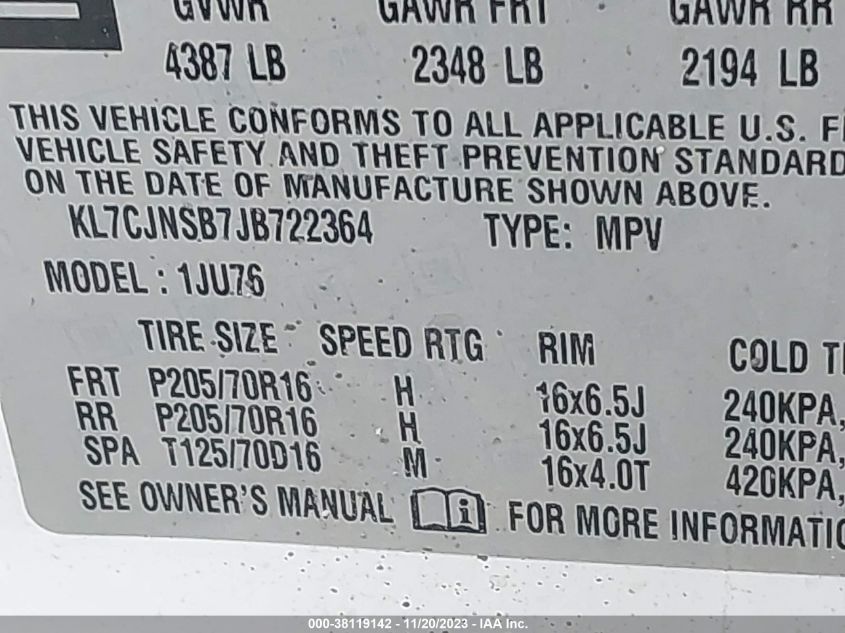 GVWR GAWR FRT GAWR RR
4387 LB 2348 LB 2194 LB
THIS VEHICLE CONFORMS TO ALL APPLICABLE U.S. F
VEHICLE SAFETY AND THEFT PREVENTION STANDARD
ON THE DATE OF MANUFACTURE SHOWN ABOVE.
KL7CJNSB7JB722364 TYPE: MPV
MODEL : 1JU76
TIRE SIZE SPEED RTG RIM COLD TI
FRT P205/70R16 H 16x6.5J 240KPA,
RR P205/70R16 H 16x6.5J 240KPA,
SPA T125/70D16 M 16x4.0T 420KPA,
SEE OWNER'S MANUAL i FOR MORE INFORMATIO
000-38119142 - 11/20/2023 - IAA Inc.